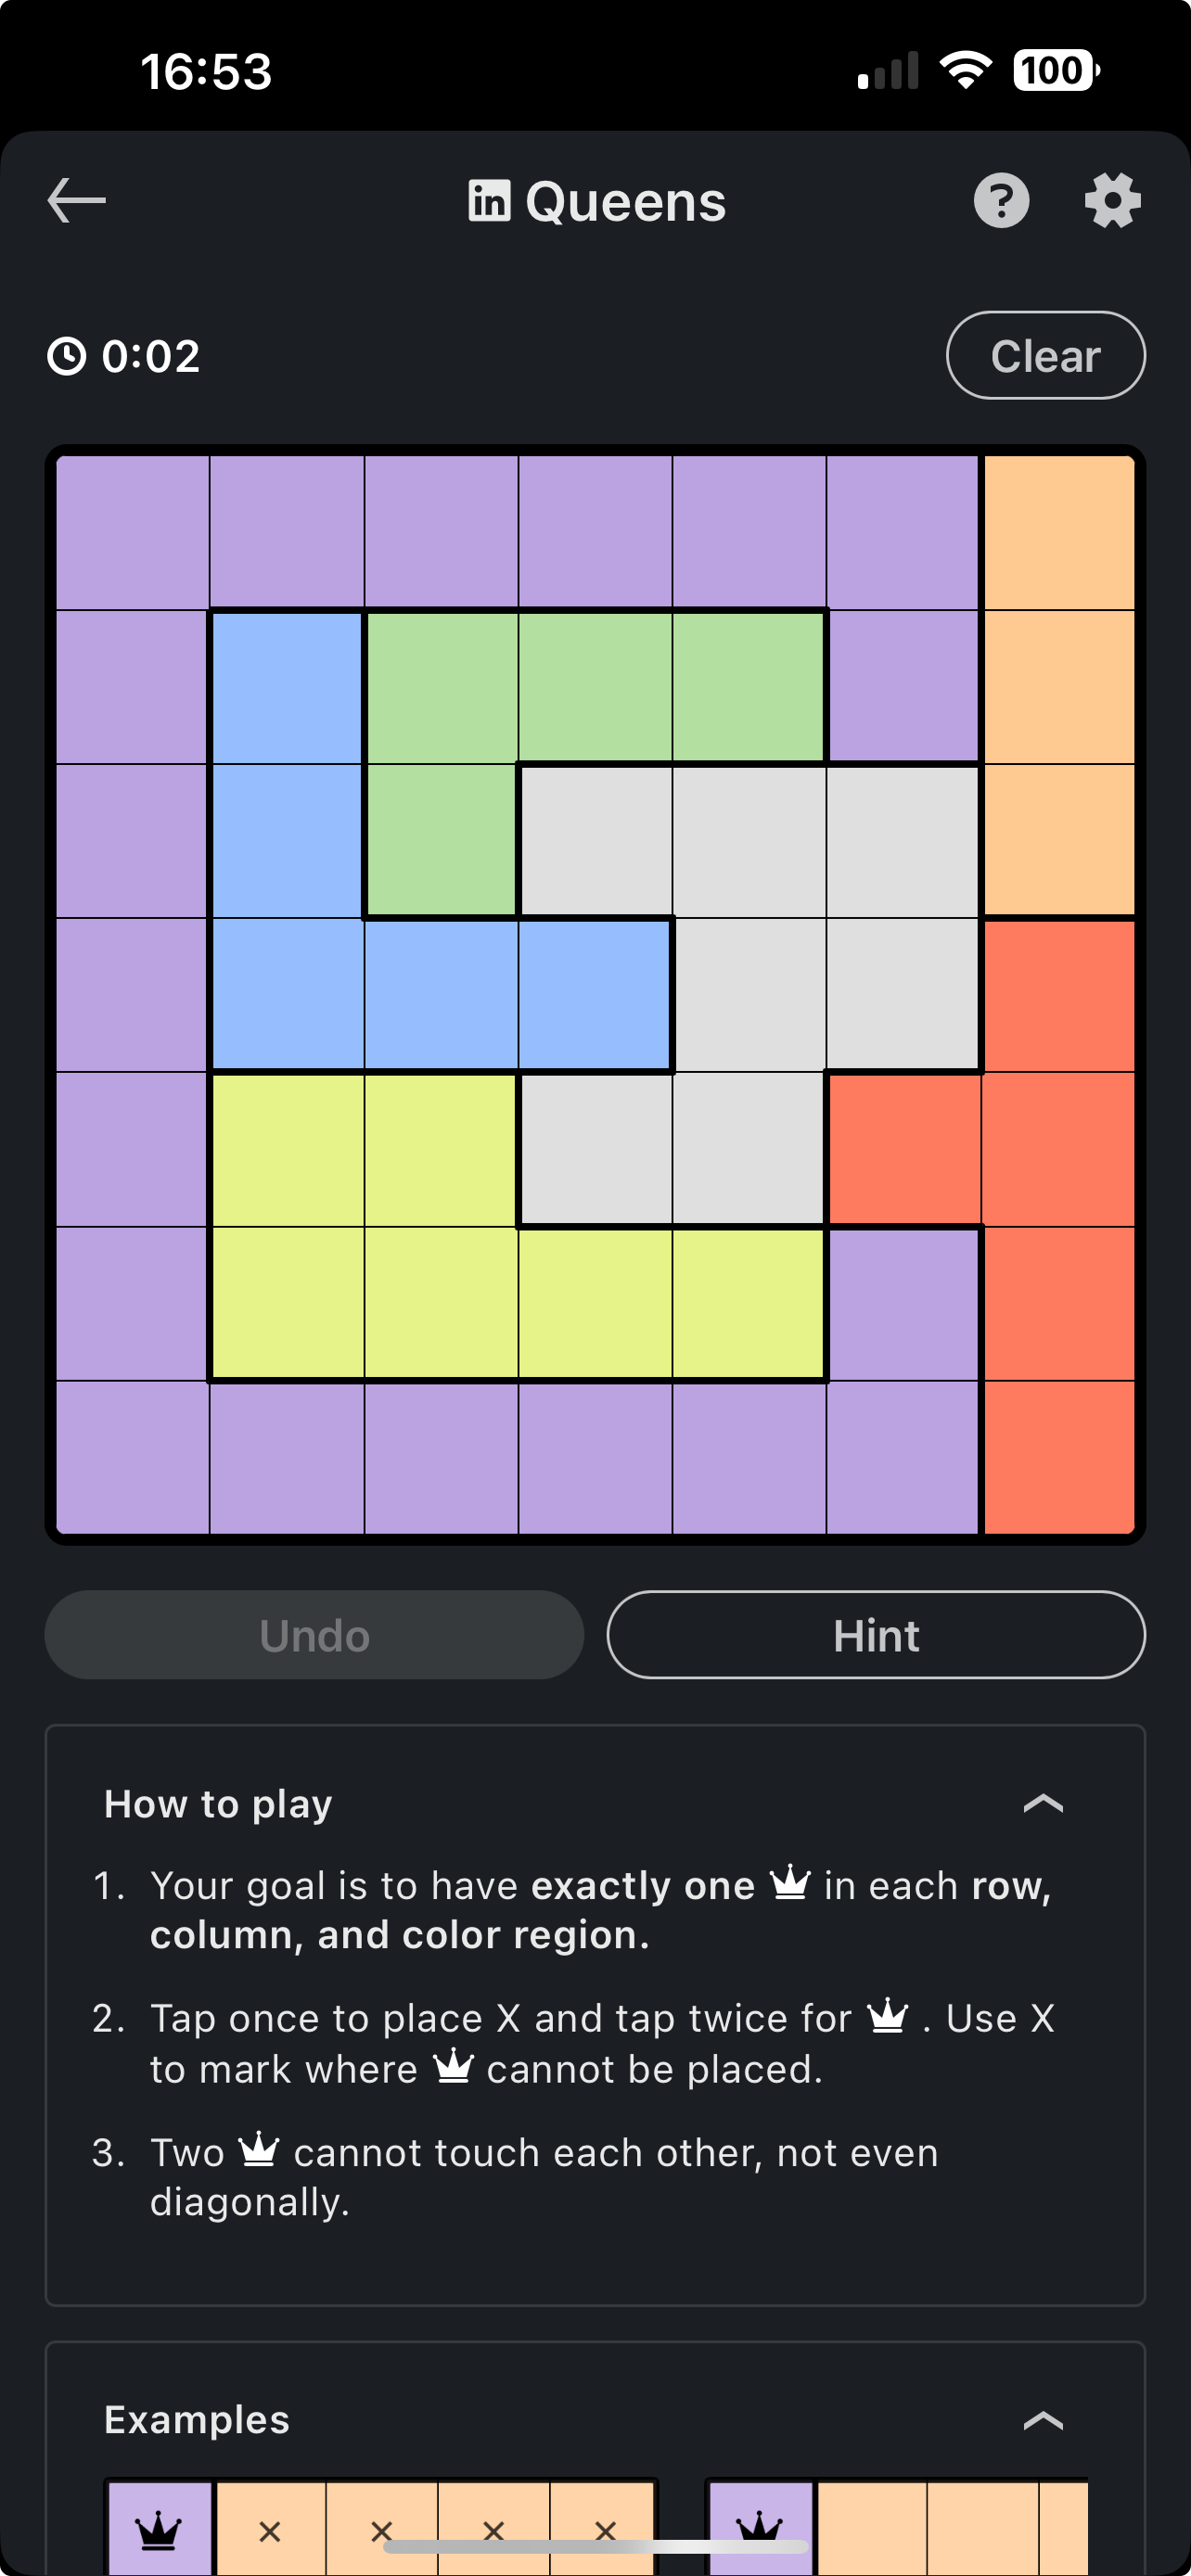 16:53
100
in Queens
?
0:02
Clear
Undo
Hint
How to play
1. Your goal is to have exactly one in each row,
column, and color region.
2. Tap once to place X and tap twice for . Use X
to mark where cannot be placed.
3. Two cannot touch each other, not even
diagonally.
Examples
× × × ×